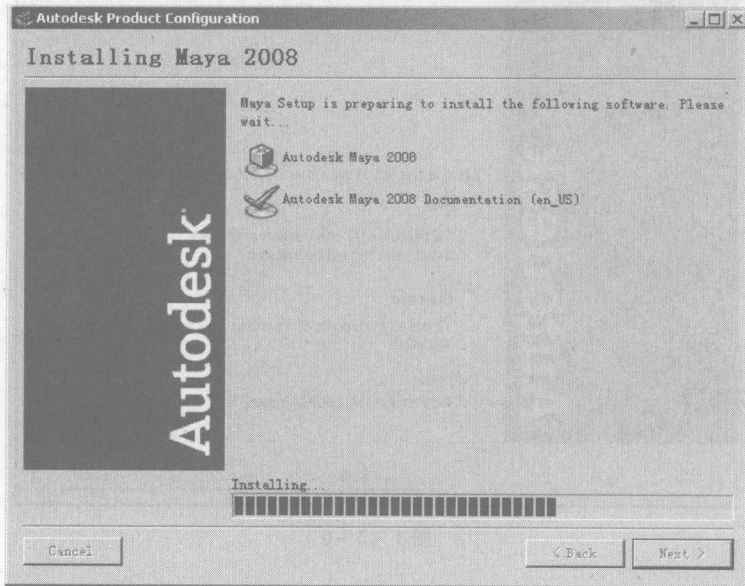 Autodesk Product Configuration
Installing Maya 2008
Maya Setup is preparing to install the following software. Please
wait...
Autodesk Maya 2008
Autodesk Maya 2008 Documentation (en_US)
Autodesk
Installing...
Cancel
< Back
Next >